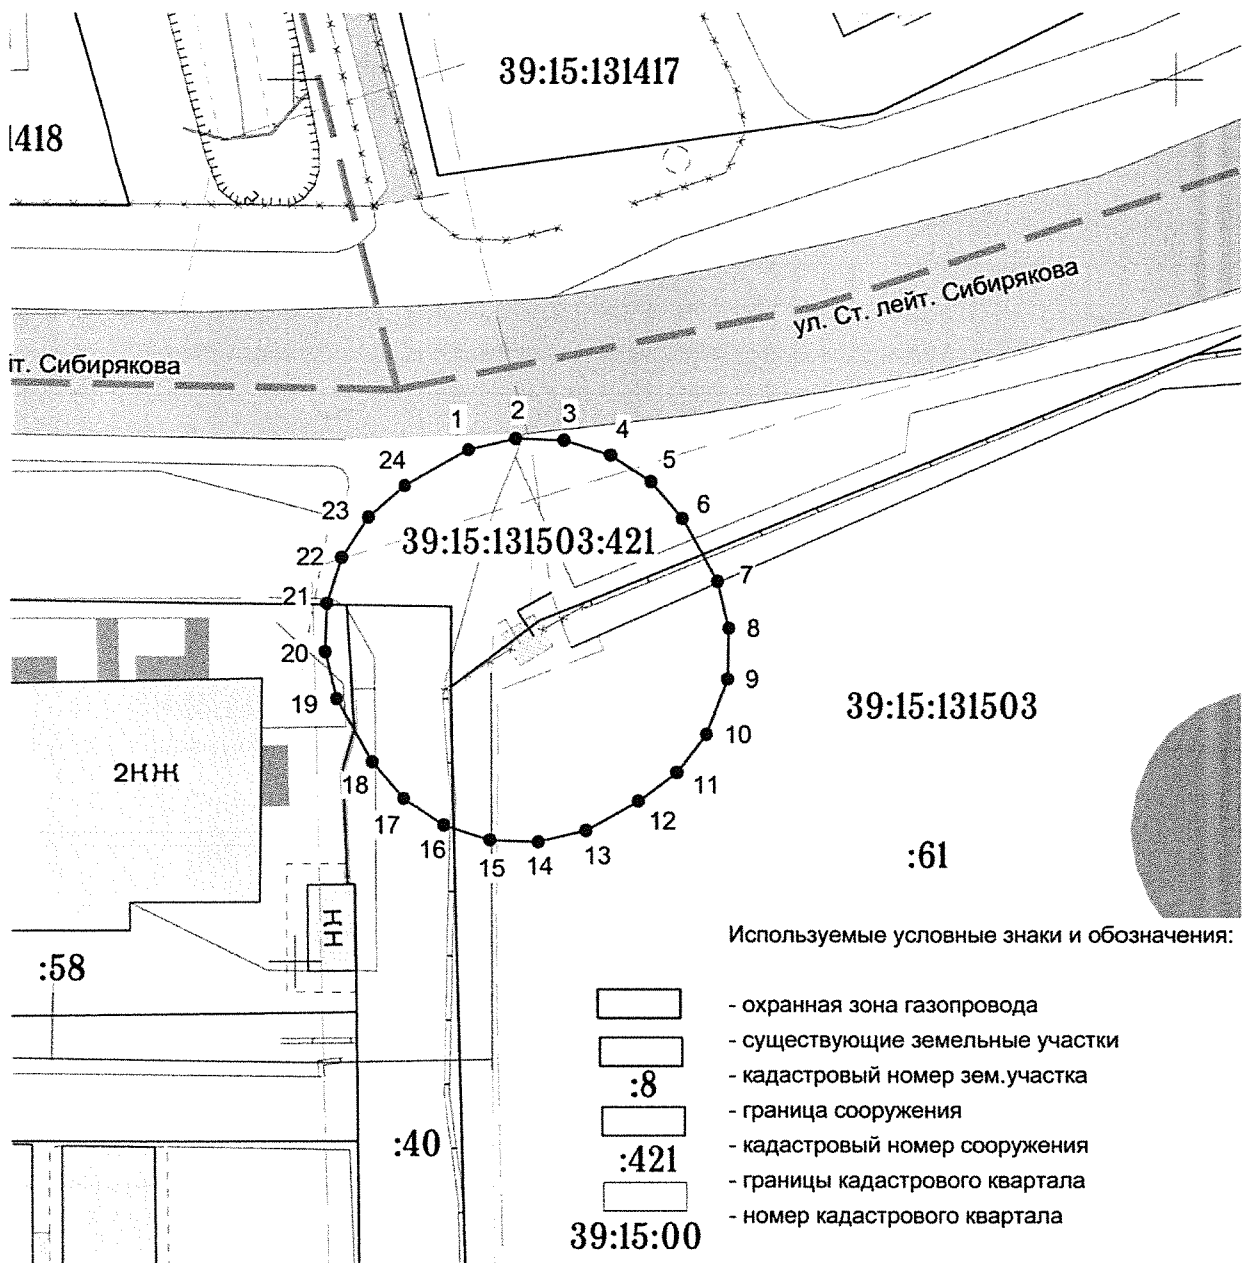 39:15:131417
1418
ул. Ст. лейт. Сибирякова
йт. Сибирякова
1
2
3
4
5
6
7
8
9
10
11
12
13
14
15
16
17
18
19
20
21
22
23
24
39:15:131503:421
39:15:131503
2КЖ
КН
:61
:58
:40
Используемые условные знаки и обозначения:
- охранная зона газопровода
- существующие земельные участки
:8 - кадастровый номер зем.участка
- граница сооружения
:421 - кадастровый номер сооружения
- границы кадастрового квартала
39:15:00 - номер кадастрового квартала